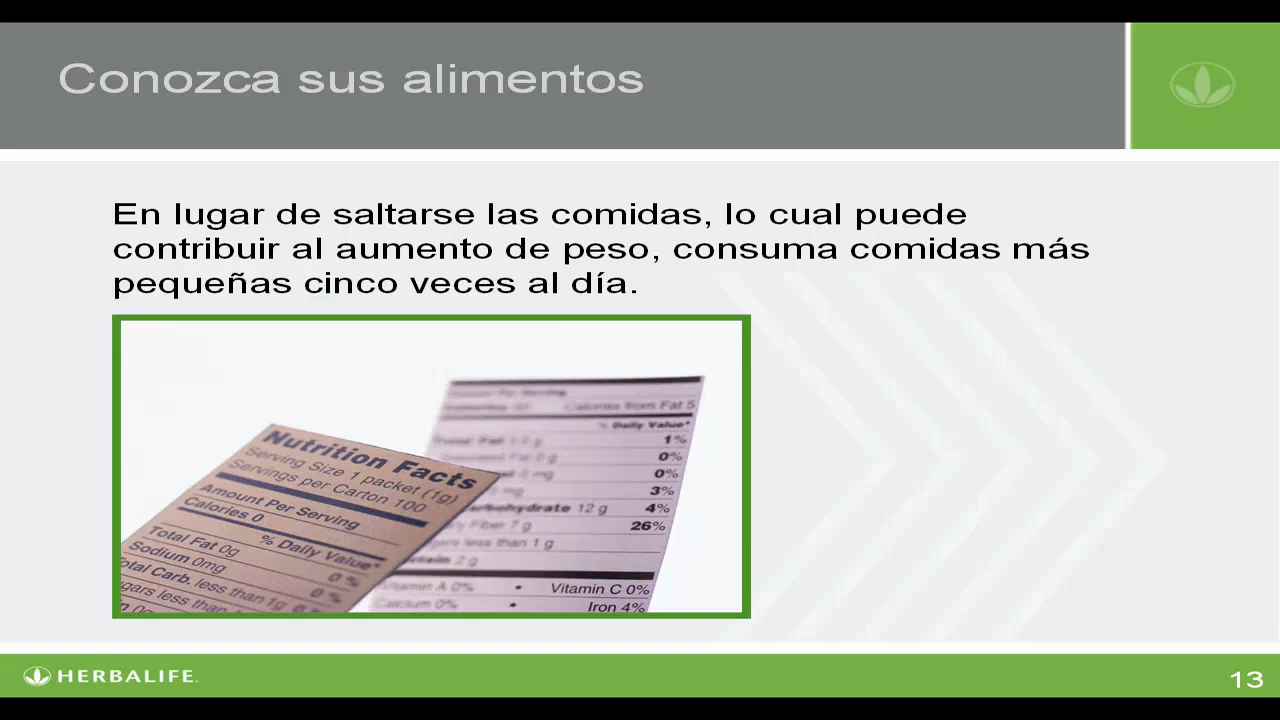 Conozca sus alimentos
En lugar de saltarse las comidas, lo cual puede
contribuir al aumento de peso, consuma comidas más
pequeñas cinco veces al día.
Nutrition Facts
Serving Size 1 packet (1g)
Servings per Carton 100
Amount Per Serving
Calories 0
% Daily Value*
Total Fat 0g 0 %
Sodium 0mg 0 %
Total Carb. less than 1g 0
less than
Calories from Fat 5
% Daily Value*
1%
0%
0%
3%
12 g 4%
Fiber 7 g 26%
less than 1 g
2 g
Vitamin A 0% • Vitamin C 0%
Calcium 0% • Iron 4%
HERBALIFE
13